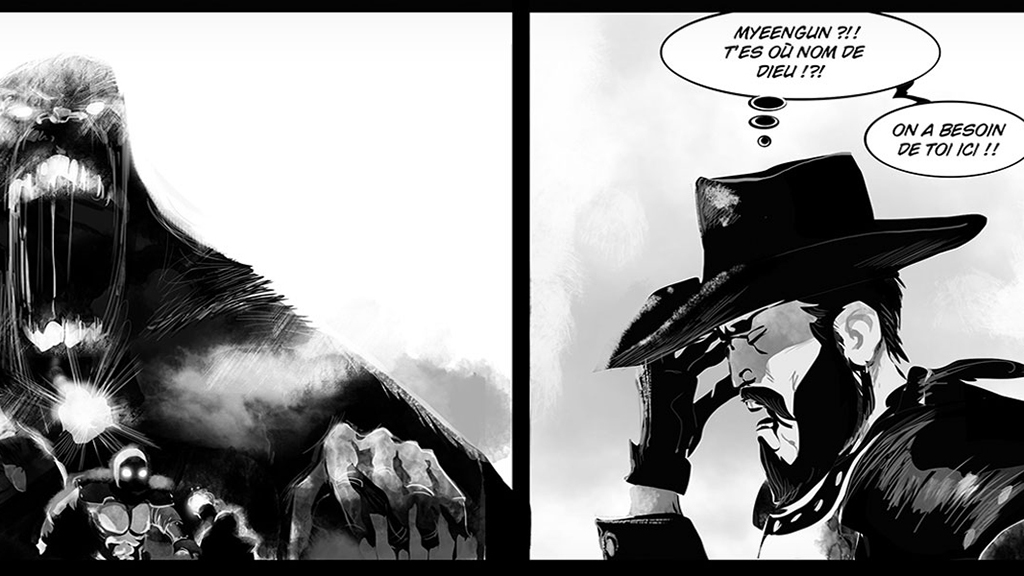 MYEENGUN ?!!
T'ES OÙ NOM DE
DIEU !?!
ON A BESOIN
DE TOI ICI !!